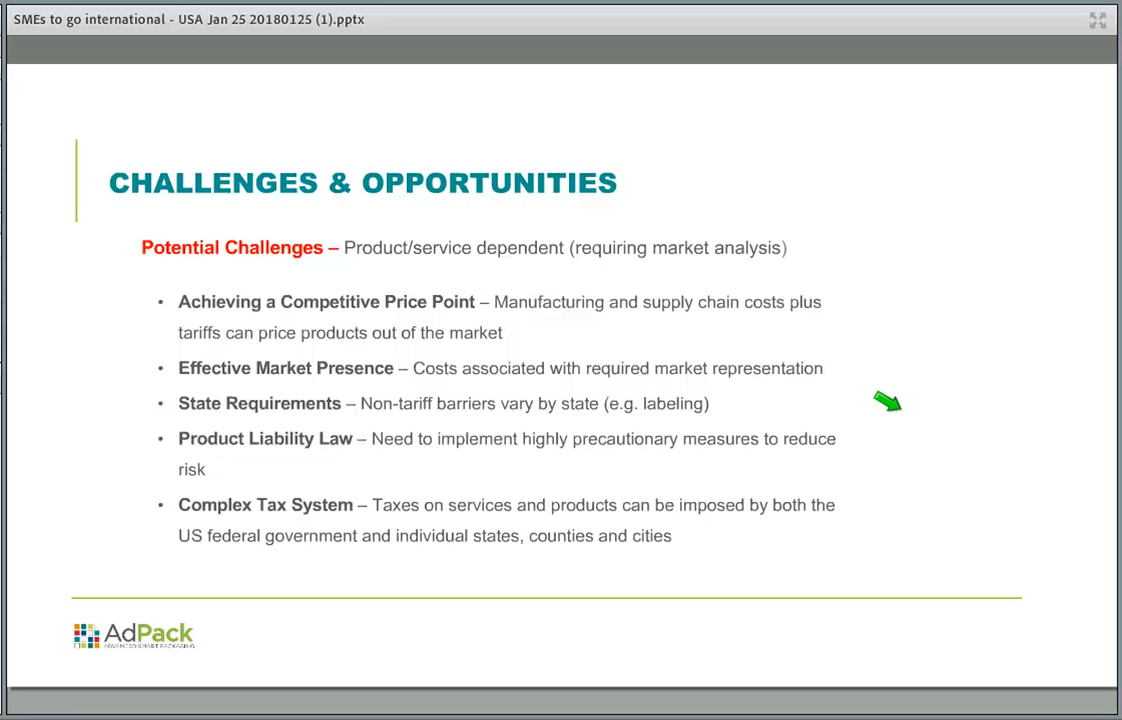 SMEs to go international - USA Jan 25 20180125 (1).pptx
CHALLENGES & OPPORTUNITIES
Potential Challenges – Product/service dependent (requiring market analysis)
• Achieving a Competitive Price Point – Manufacturing and supply chain costs plus
tariffs can price products out of the market
• Effective Market Presence – Costs associated with required market representation
• State Requirements – Non-tariff barriers vary by state (e.g. labeling)
• Product Liability Law – Need to implement highly precautionary measures to reduce
risk
• Complex Tax System – Taxes on services and products can be imposed by both the
US federal government and individual states, counties and cities
AdPack
ADVANCED SMART PACKAGING